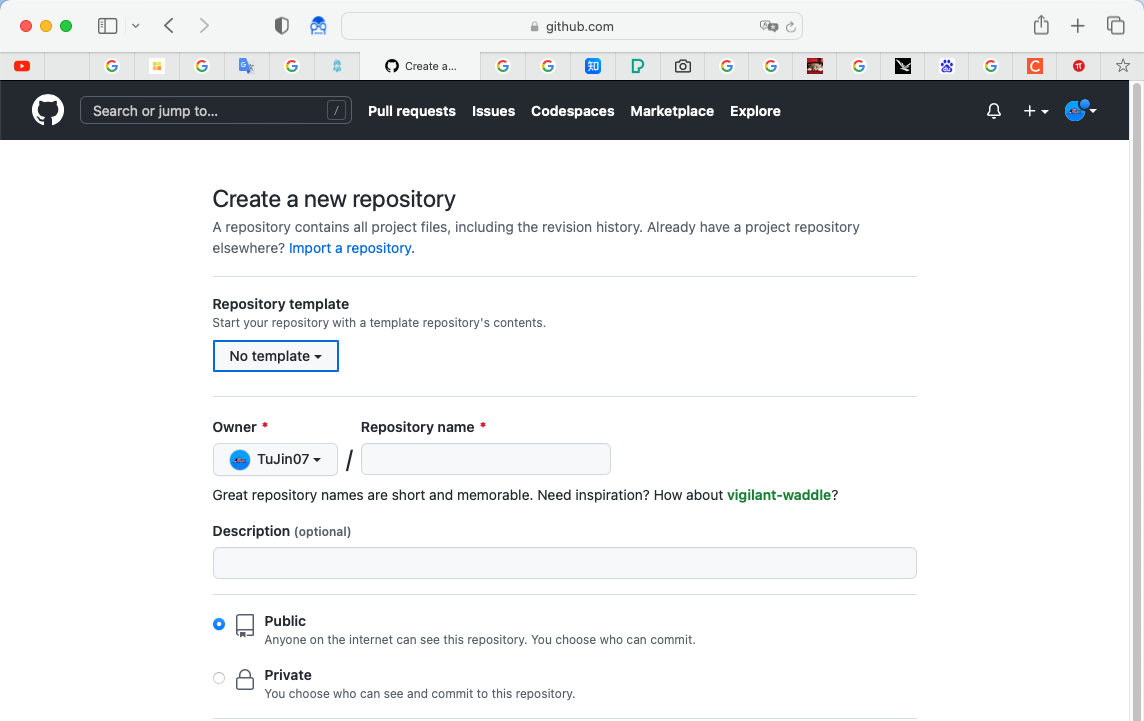 github.com
知
Create a...
C
π
Search or jump to...
/
Pull requests
Issues
Codespaces
Marketplace
Explore
Create a new repository
A repository contains all project files, including the revision history. Already have a project repository
elsewhere? Import a repository.
Repository template
Start your repository with a template repository's contents.
No template
Owner *
Repository name *
TuJin07
/
Great repository names are short and memorable. Need inspiration? How about vigilant-waddle?
Description (optional)
Public
Anyone on the internet can see this repository. You choose who can commit.
Private
You choose who can see and commit to this repository.